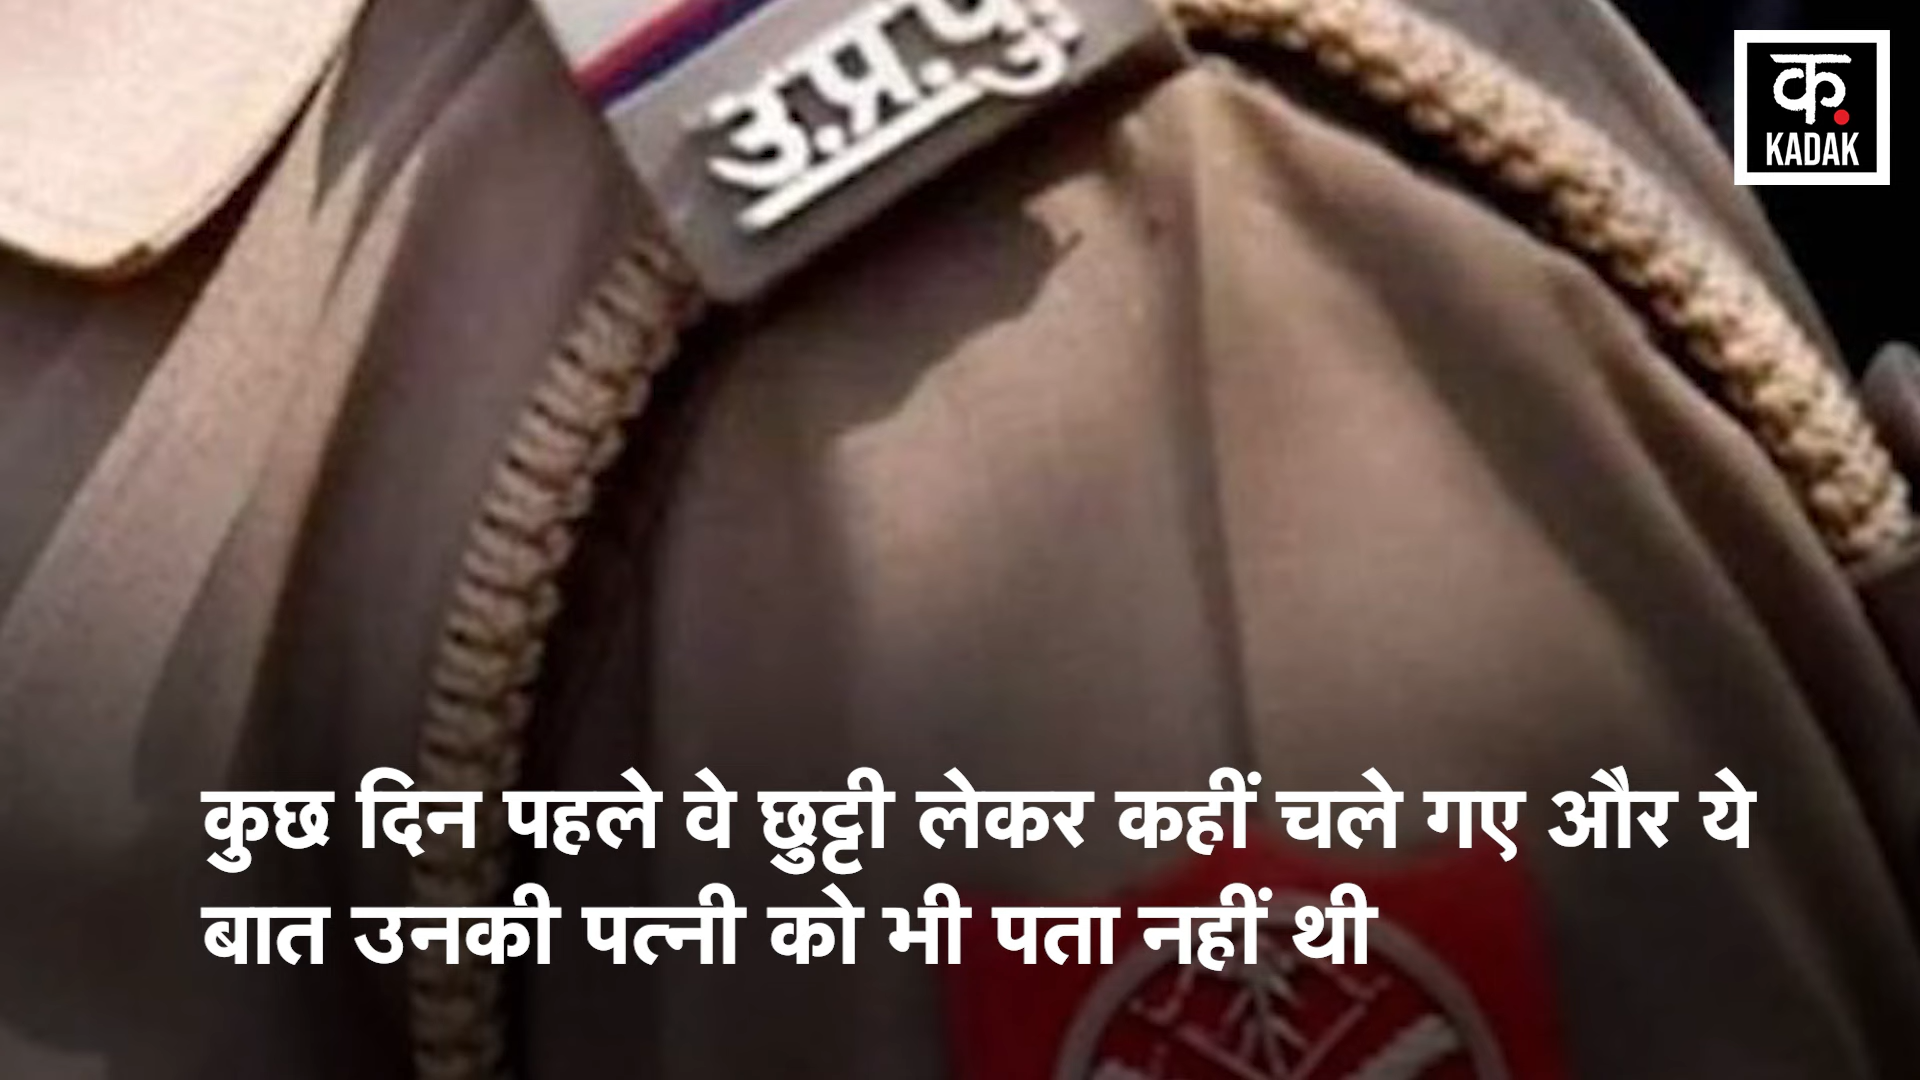 उ.प्र.पु.
क.
KADAK
कुछ दिन पहले वे छुट्टी लेकर कहीं चले गए और ये
बात उनकी पत्नी को भी पता नहीं थी